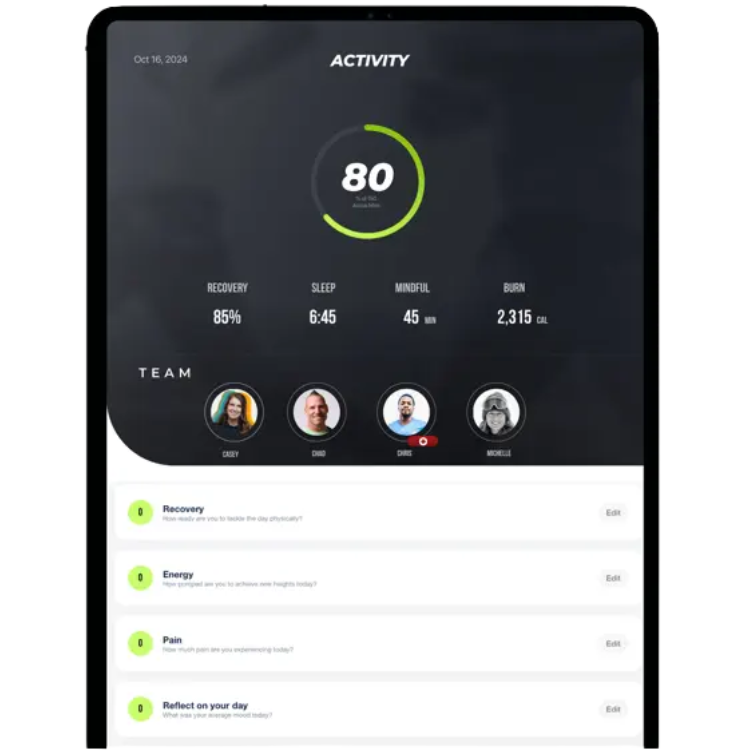 Oct 16, 2024
ACTIVITY
80
RECOVERY SLEEP MINDFUL BURN
85% 6:45 45 MIN 2,315 CAL
TEAM
CASEY CHAD CHRIS MICHELLE
0 Recovery Edit
How ready are you to tackle the day physically?
0 Energy Edit
How pumped are you to achieve new heights today?
0 Pain Edit
How much pain are you experiencing today?
0 Reflect on your day Edit
What was your average mood today?